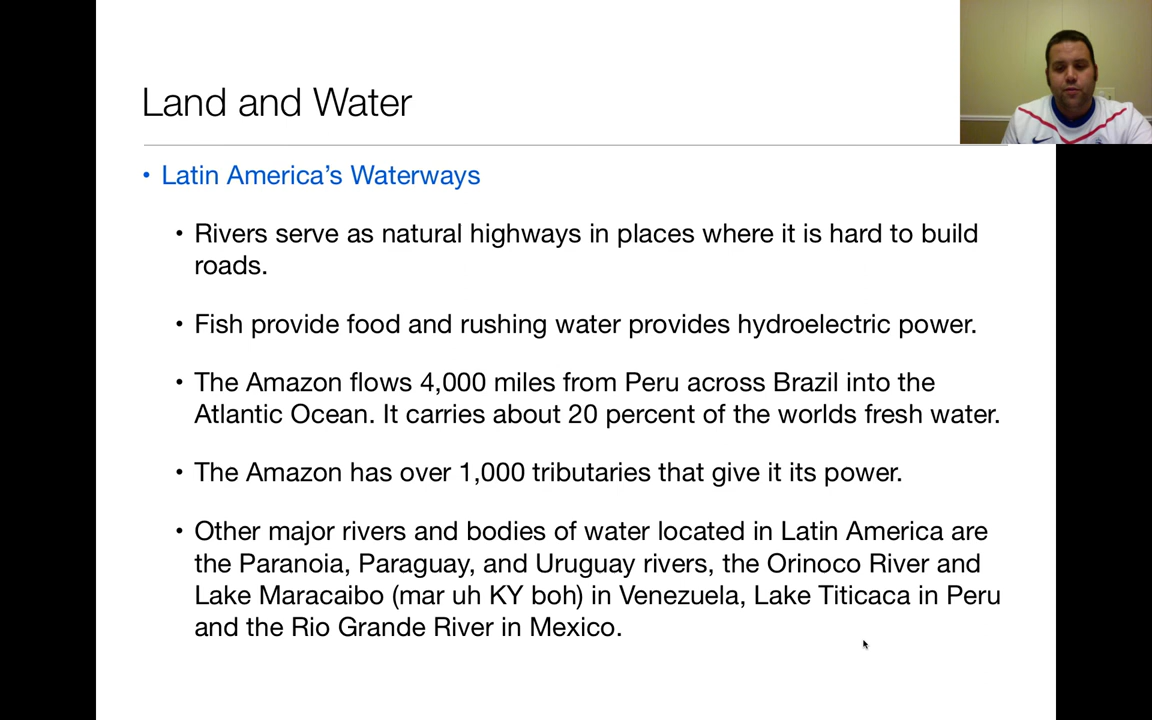 Land and Water
• Latin America’s Waterways
• Rivers serve as natural highways in places where it is hard to build
roads.
• Fish provide food and rushing water provides hydroelectric power.
• The Amazon flows 4,000 miles from Peru across Brazil into the
Atlantic Ocean. It carries about 20 percent of the worlds fresh water.
• The Amazon has over 1,000 tributaries that give it its power.
• Other major rivers and bodies of water located in Latin America are
the Paranoia, Paraguay, and Uruguay rivers, the Orinoco River and
Lake Maracaibo (mar uh KY boh) in Venezuela, Lake Titicaca in Peru
and the Rio Grande River in Mexico.